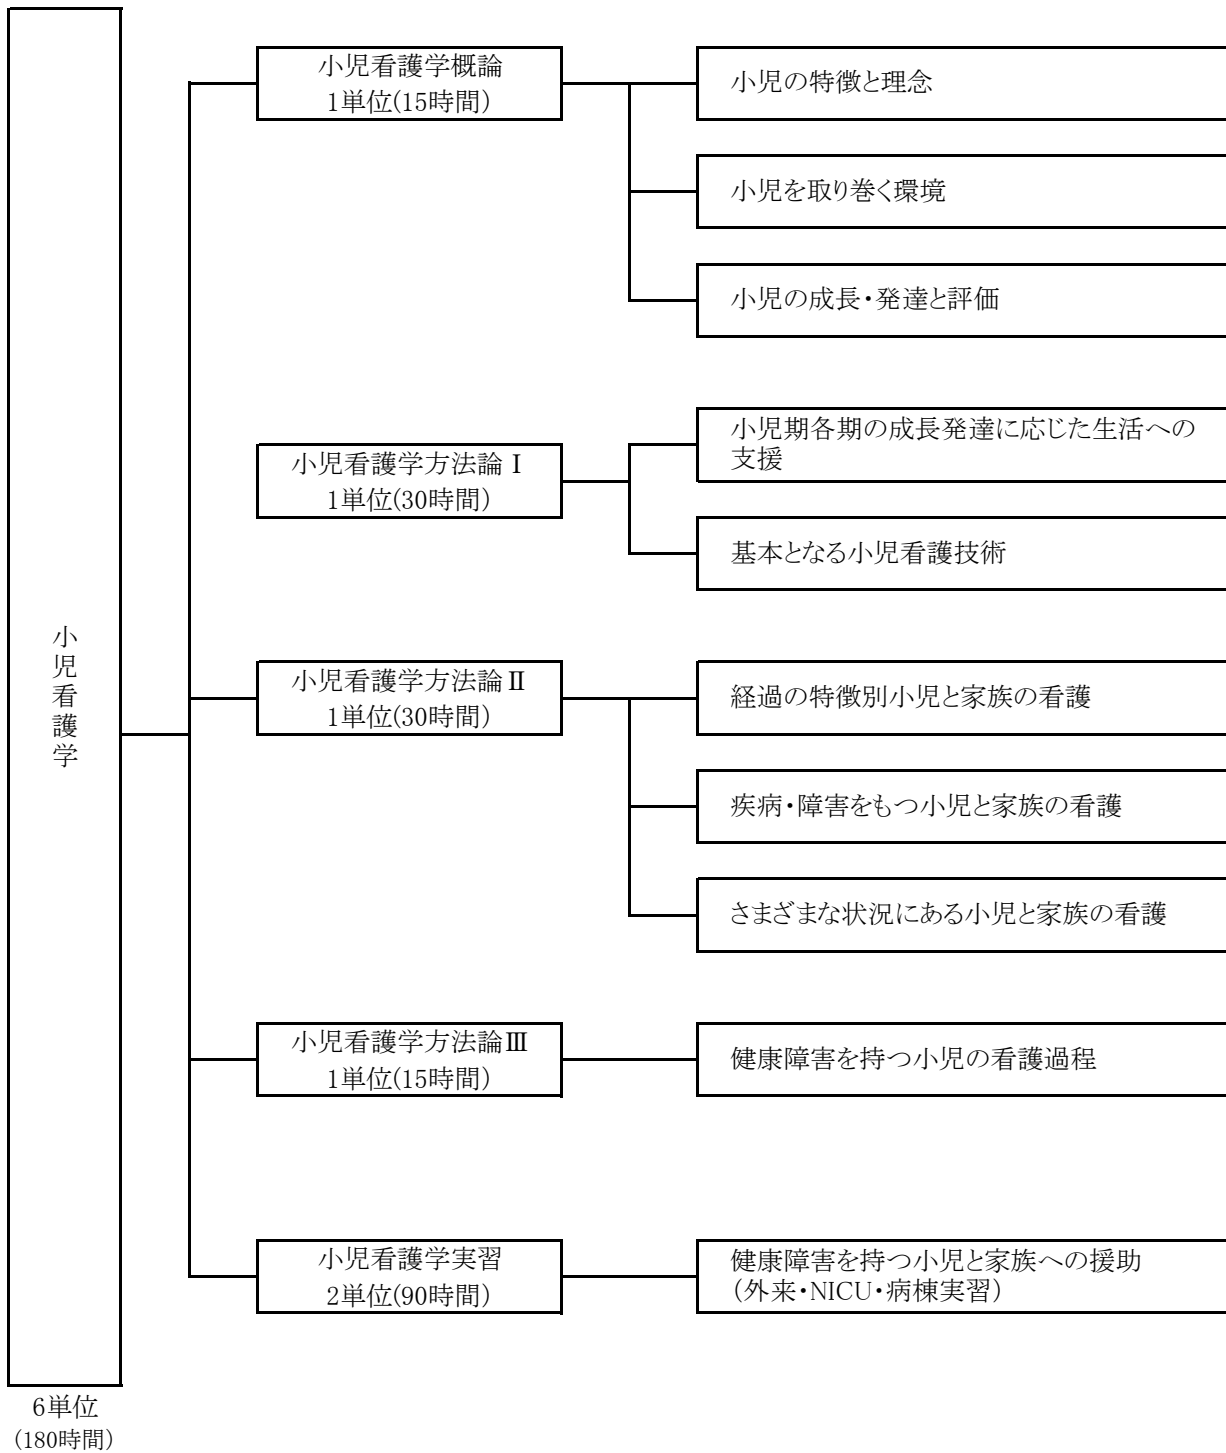 小児看護学
6単位
(180時間)
小児看護学概論
1単位(15時間)
小児の特徴と理念
小児を取り巻く環境
小児の成長・発達と評価
小児看護学方法論Ⅰ
1単位(30時間)
小児期各期の成長発達に応じた生活への
支援
基本となる小児看護技術
小児看護学方法論Ⅱ
1単位(30時間)
経過の特徴別小児と家族の看護
疾病・障害をもつ小児と家族の看護
さまざまな状況にある小児と家族の看護
小児看護学方法論Ⅲ
1単位(15時間)
健康障害を持つ小児の看護過程
小児看護学実習
2単位(90時間)
健康障害を持つ小児と家族への援助
(外来・NICU・病棟実習)